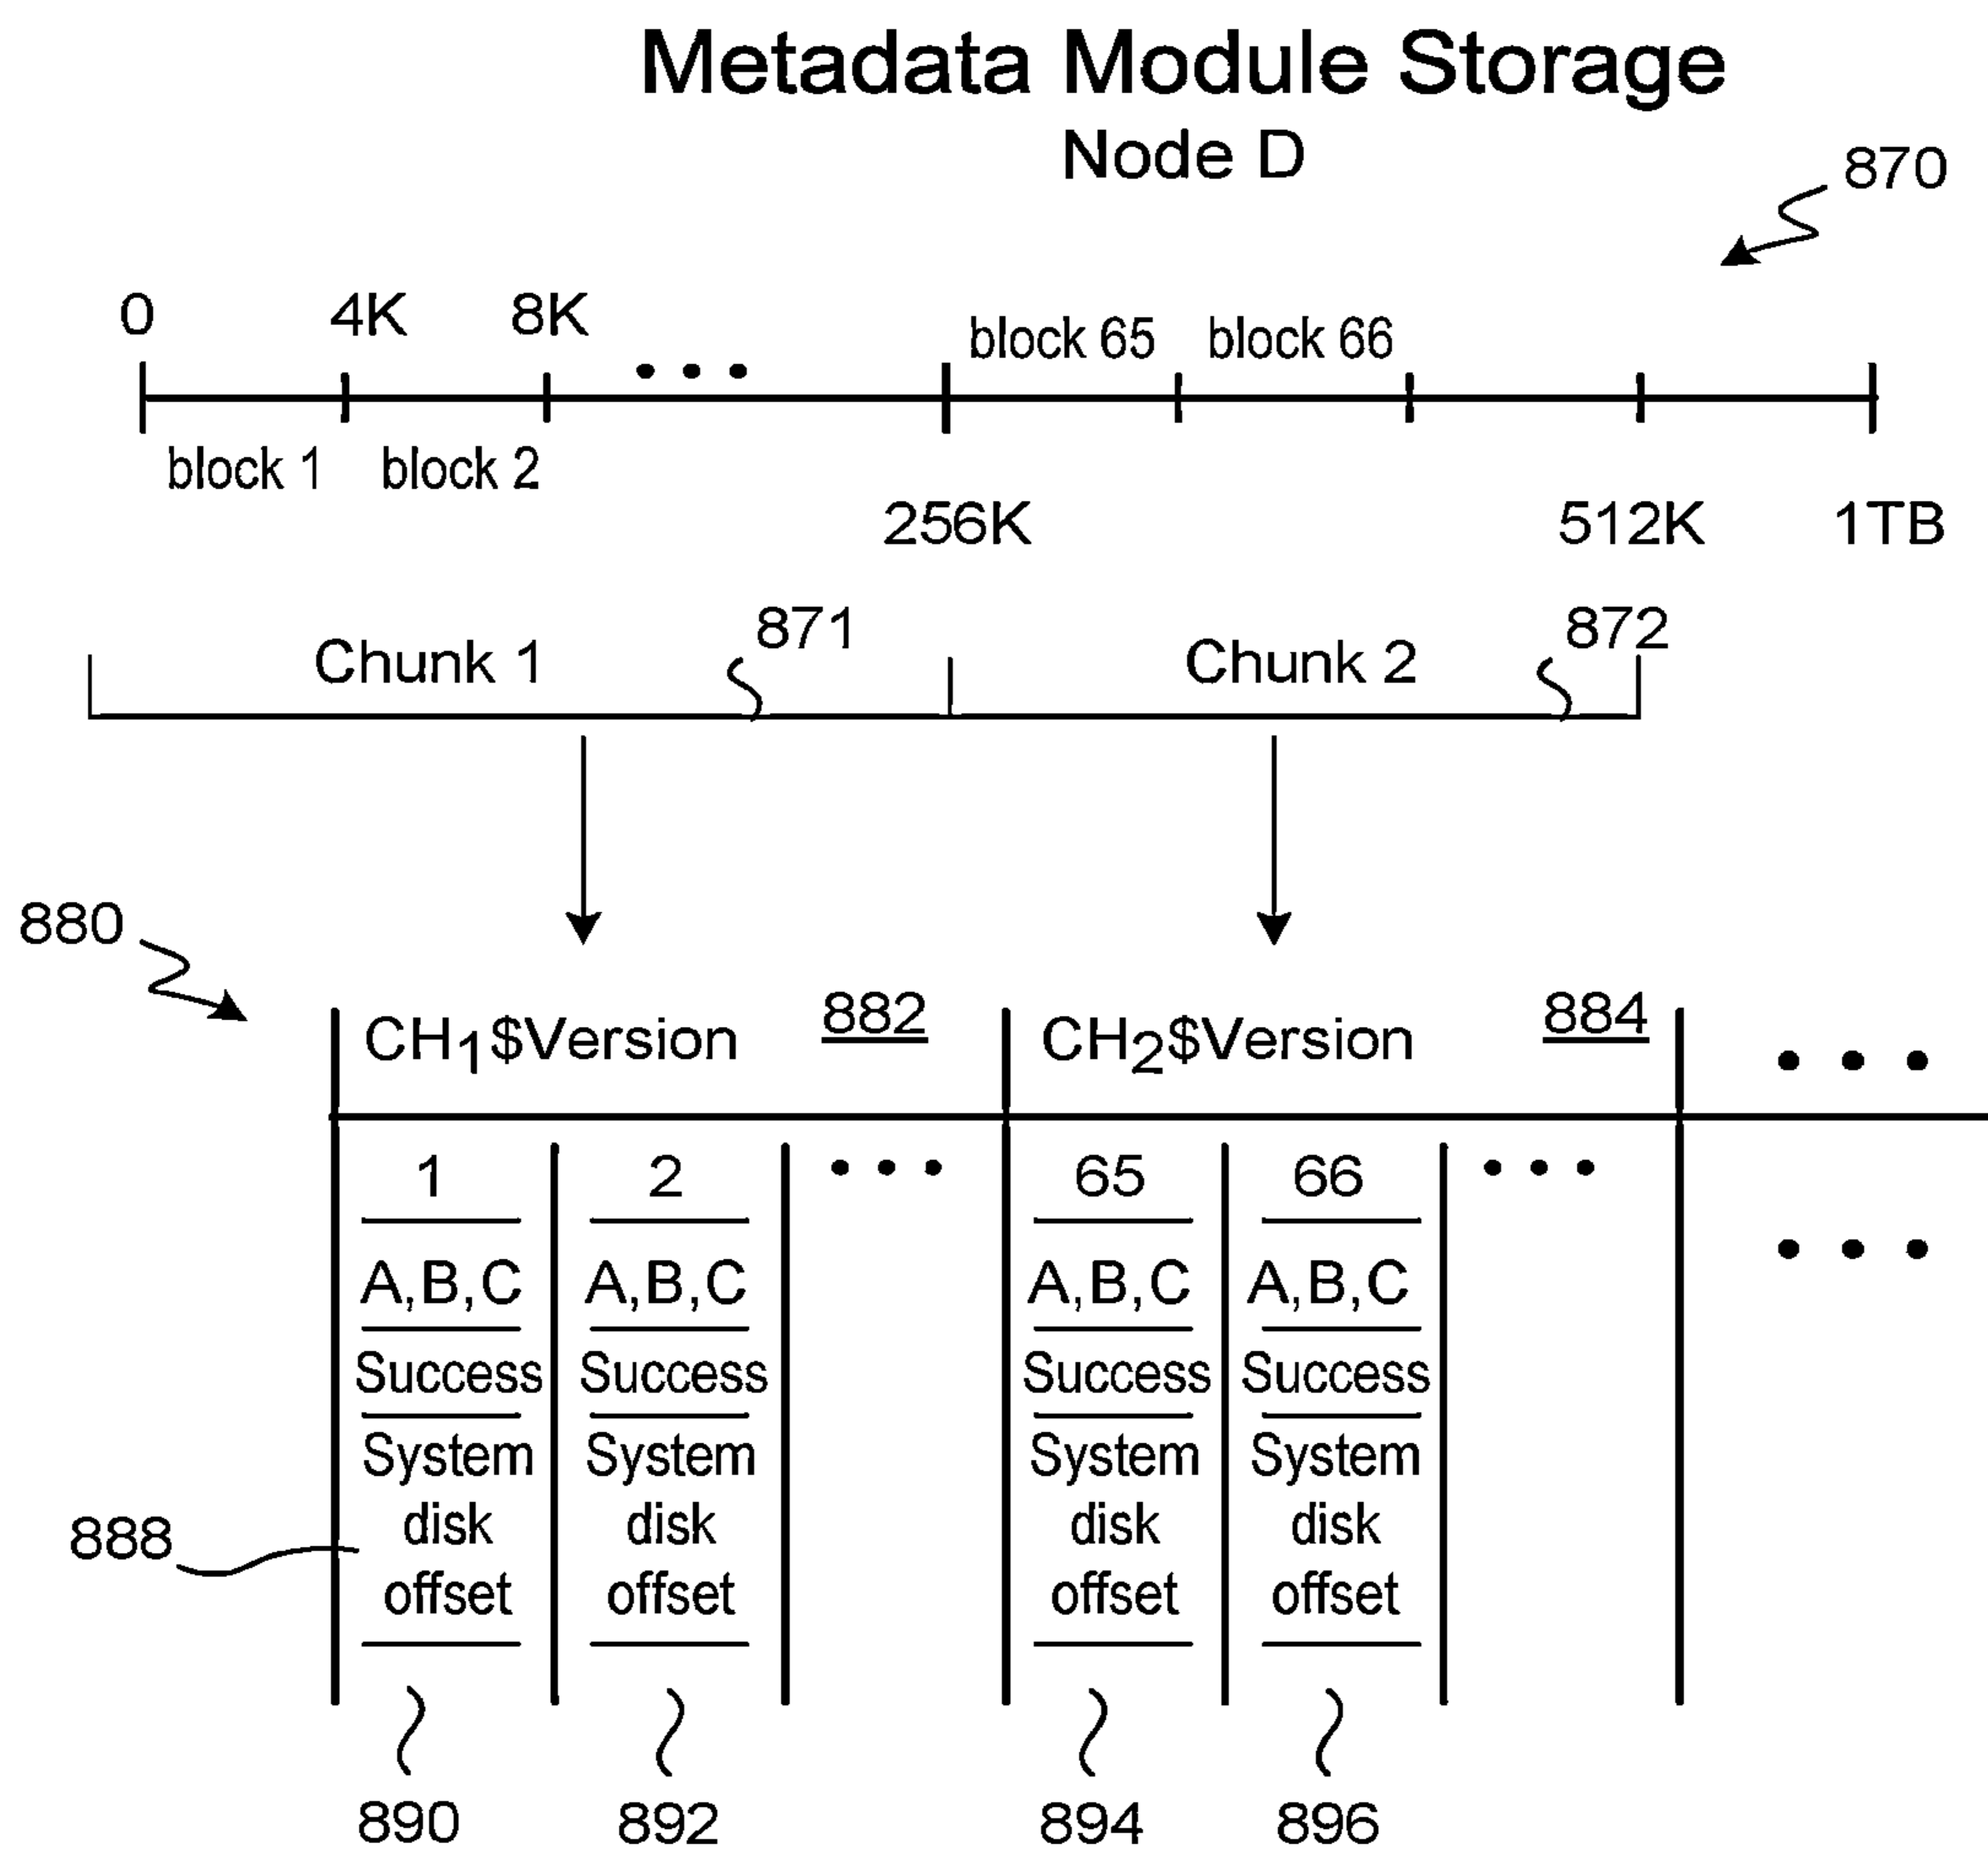 Metadata Module Storage
Node D
870
0 4K 8K
block 65 block 66
• • •
block 1 block 2
256K 512K 1TB
871 872
Chunk 1 Chunk 2
880
CH1$Version 882 CH2$Version 884 • • •
1 2 • • • 65 66 • • •
A,B,C A,B,C A,B,C A,B,C • • •
Success Success Success Success
System System System System
disk disk disk disk
888
offset offset offset offset
890 892 894 896